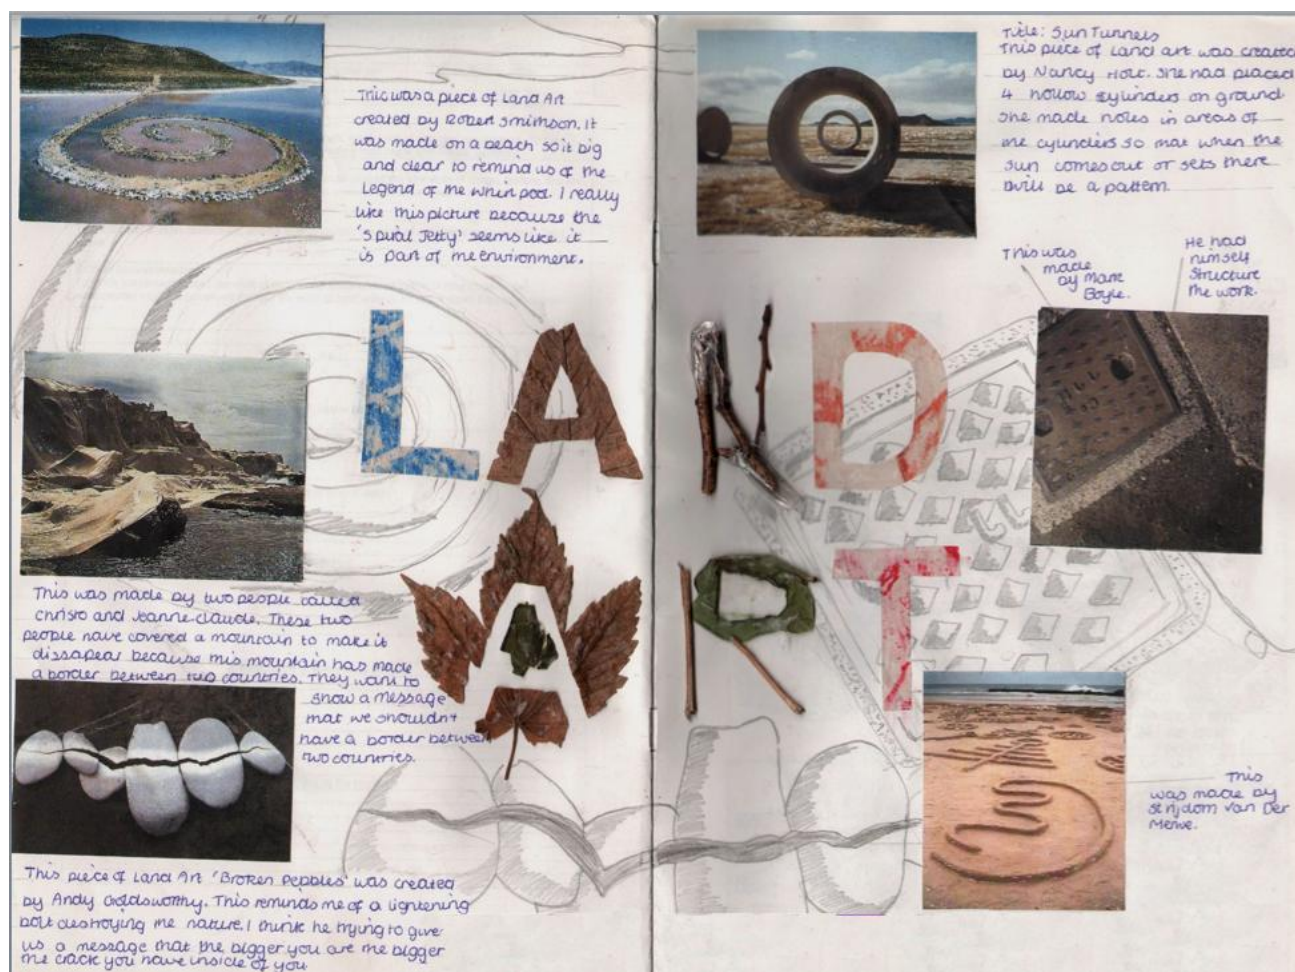 This was a piece of Land Art
created by Robert Smithson. It
was made on a beach so it big
and clear to remind us of the
Legend of the whirlpool. I really
like this picture because the
'Spiral Jetty' seems like it
is part of the environment.
Title: Sun Tunnels
This piece of Land art was created
by Nancy Holt. She had placed
4 hollow cylinders on ground
she made holes in areas of
the cylinders so that when the
sun comes out or sets there
will be a pattern.
This was
made
by Mark
Boyle.
He had
himself
structure
the work.
LAND
ART
This was made by two people called
christo and Jeanne-claude. These two
people have covered a mountain to make it
dissapear because this mountain has made
a border between two countries. They want to
show a message
that we shouldn't
have a border between
two countries.
This
was made by
Strijdom van Der
Merwe.
This piece of Land Art 'Broken Pebbles' was created
by Andy Goldsworthy. This reminds me of a lightening
bolt destroying the nature. I think he trying to give
us a message that the bigger you are the bigger
the crack you have inside of you.